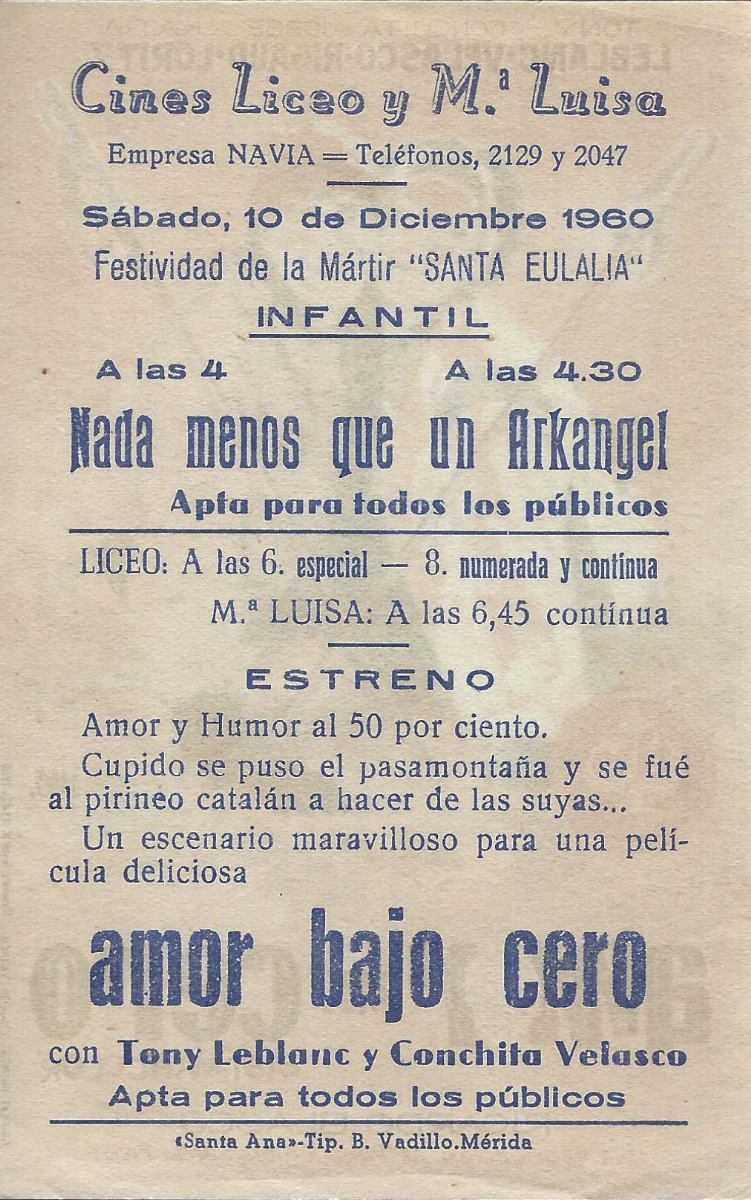 Cines Liceo y M.ª Luisa
Empresa NAVIA = Teléfonos, 2129 y 2047
Sábado, 10 de Diciembre 1960
Festividad de la Mártir "SANTA EULALIA"
INFANTIL
A las 4 A las 4.30
Nada menos que un Arkangel
Apta para todos los públicos
LICEO: A las 6. especial — 8. numerada y contínua
M.ª LUISA: A las 6,45 contínua
ESTRENO
Amor y Humor al 50 por ciento.
Cupido se puso el pasamontaña y se fué
al pirineo catalán a hacer de las suyas...
Un escenario maravilloso para una pelí-
cula deliciosa
amor bajo cero
con Tony Leblanc y Conchita Velasco
Apta para todos los públicos
«Santa Ana»-Tip. B. Vadillo.Mérida